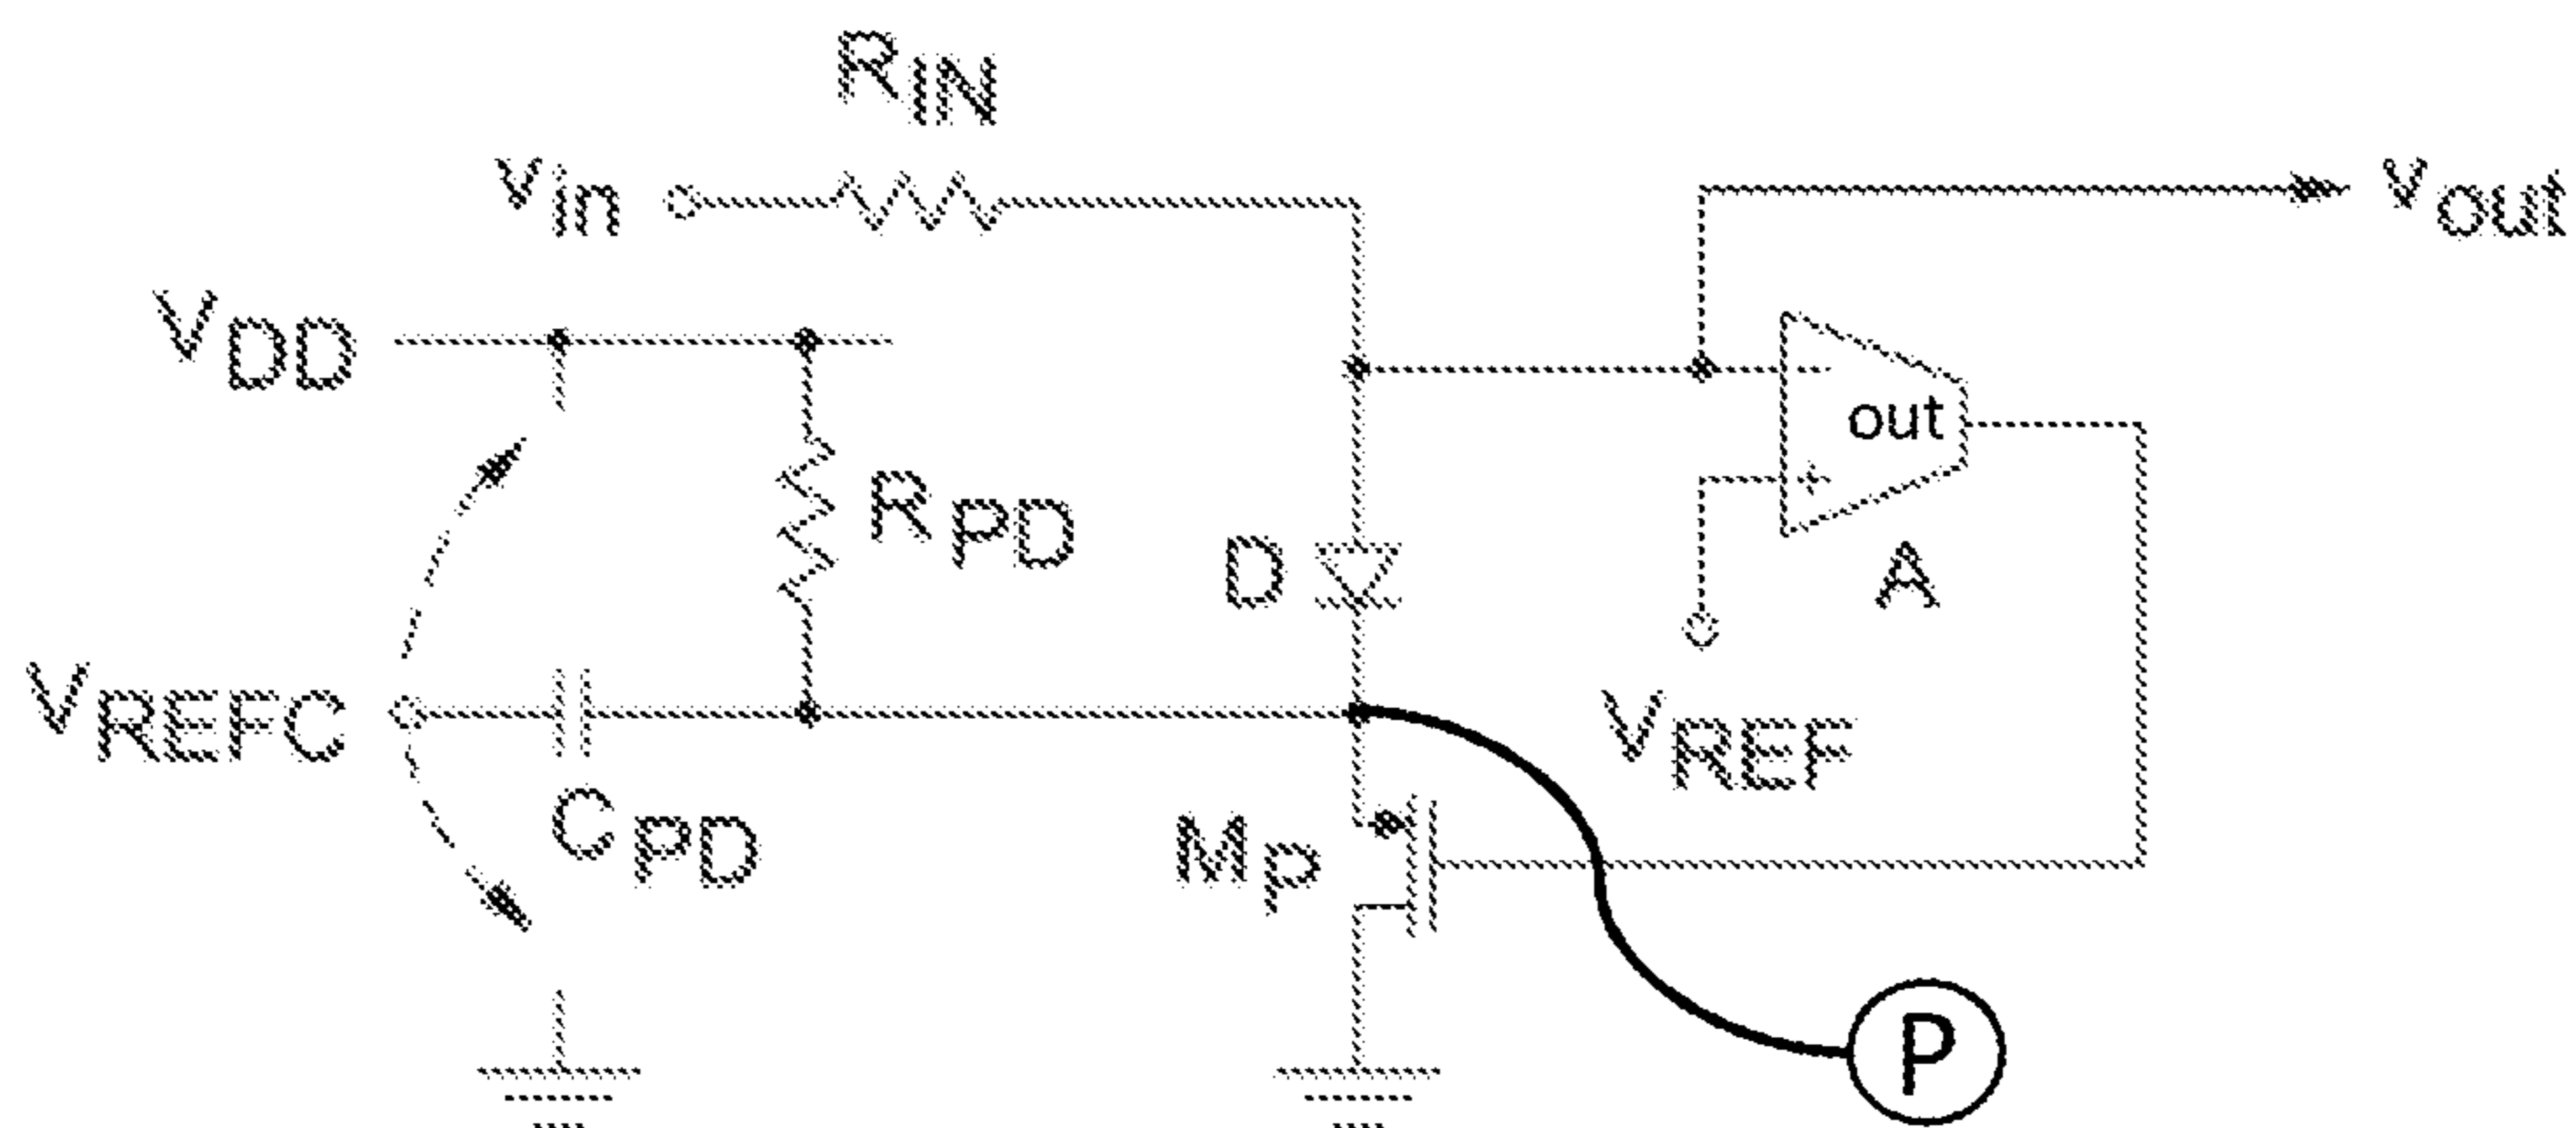 RIN
vin
vout
VDD
out
RPD
D
A
VREFC
VREF
CPD
MP
P